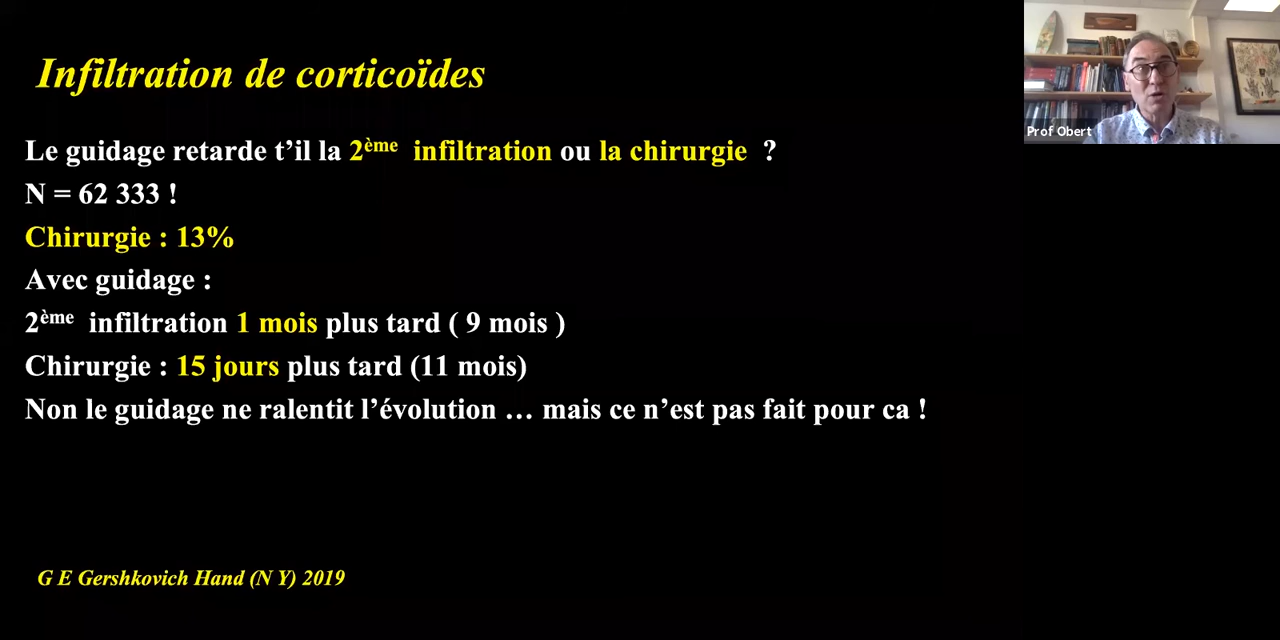 Infiltration de corticoïdes
Le guidage retarde t’il la 2ème infiltration ou la chirurgie ?
N = 62 333 !
Chirurgie : 13%
Avec guidage :
2ème infiltration 1 mois plus tard ( 9 mois )
Chirurgie : 15 jours plus tard (11 mois)
Non le guidage ne ralentit l’évolution … mais ce n’est pas fait pour ca !
G E Gershkovich Hand (N Y) 2019
Prof Obert